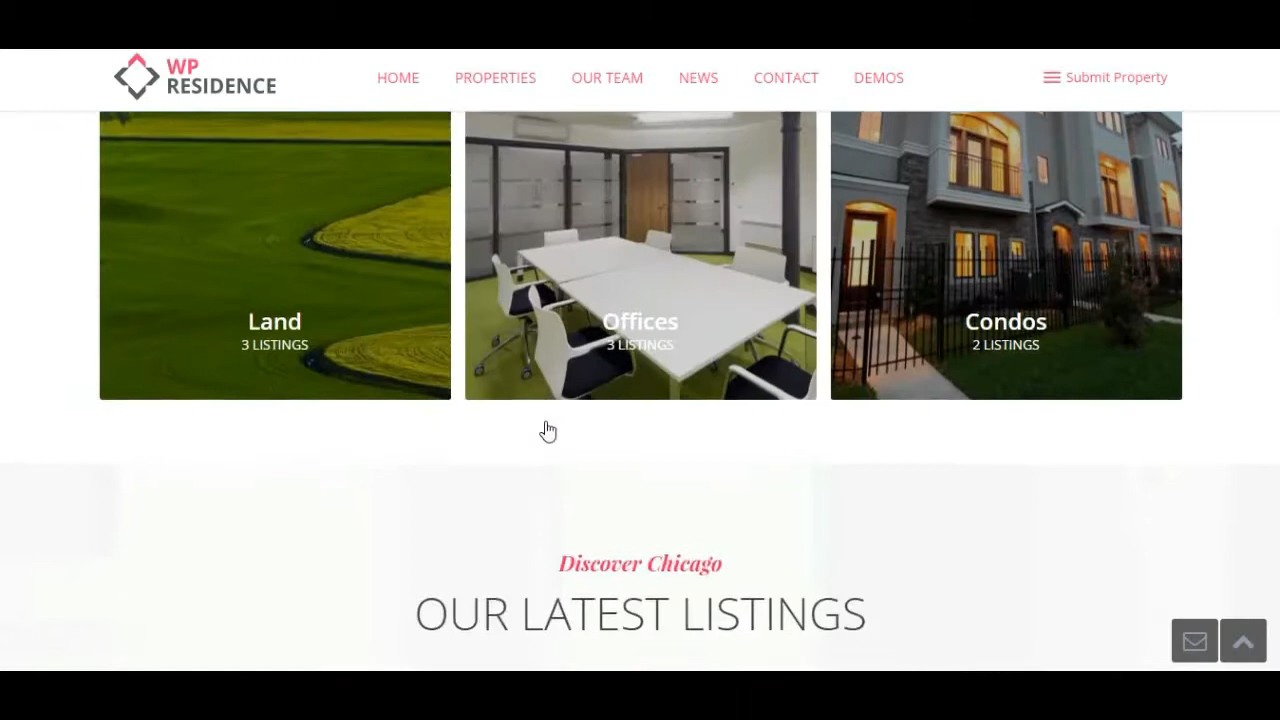 WP
RESIDENCE
HOME PROPERTIES OUR TEAM NEWS CONTACT DEMOS Submit Property
Land
3 LISTINGS
Offices
3 LISTINGS
Condos
2 LISTINGS
Discover Chicago
OUR LATEST LISTINGS